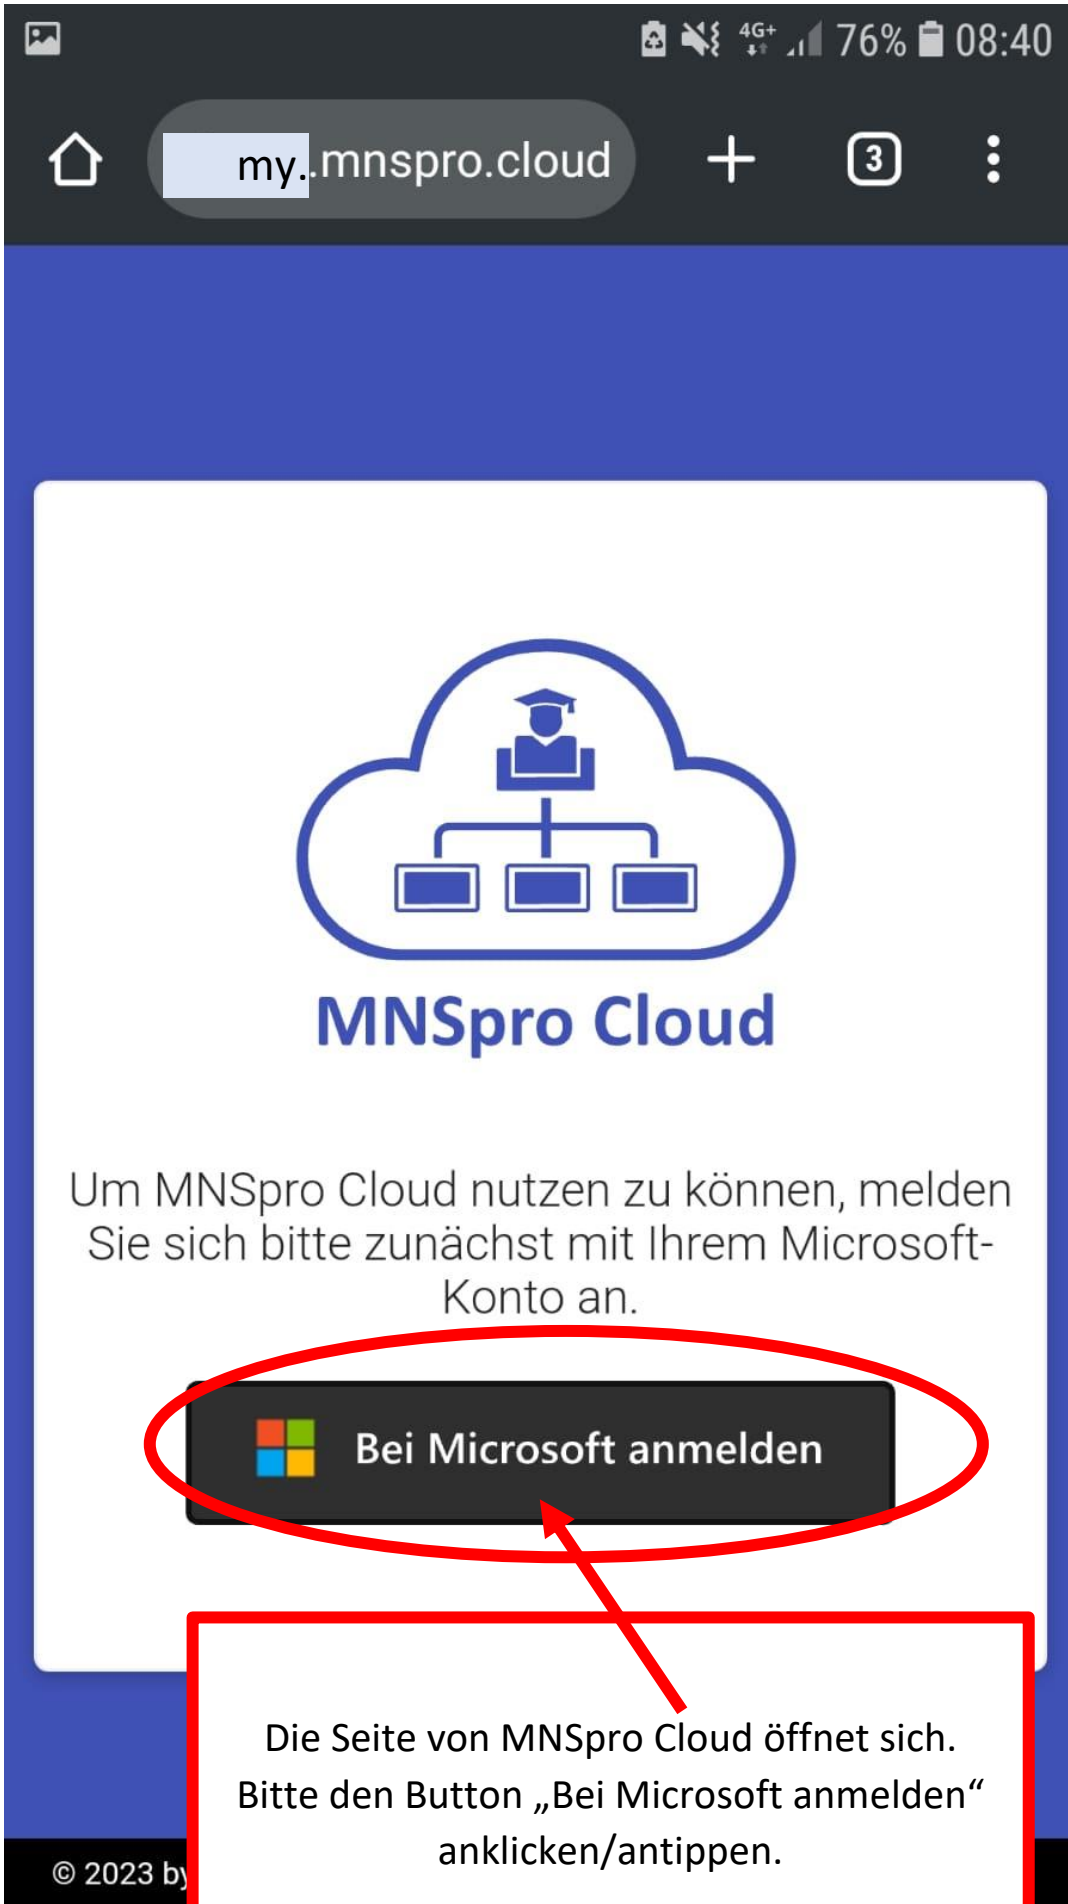 4G+ 76% 08:40
my..mnspro.cloud 3
MNSpro Cloud
Um MNSpro Cloud nutzen zu können, melden
Sie sich bitte zunächst mit Ihrem Microsoft-
Konto an.
Bei Microsoft anmelden
Die Seite von MNSpro Cloud öffnet sich.
Bitte den Button „Bei Microsoft anmelden“
anklicken/antippen.
© 2023 by